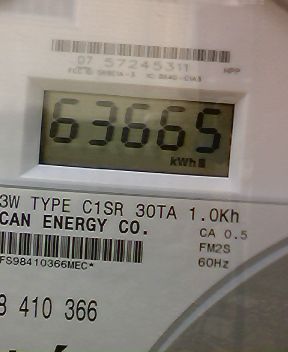 07 57245311
HPP
63665
kWh
3W TYPE C1SR 30TA 1.0Kh
CAN ENERGY CO.
CA 0.5
FM2S
60Hz
FS98410366MEC*
8 410 366